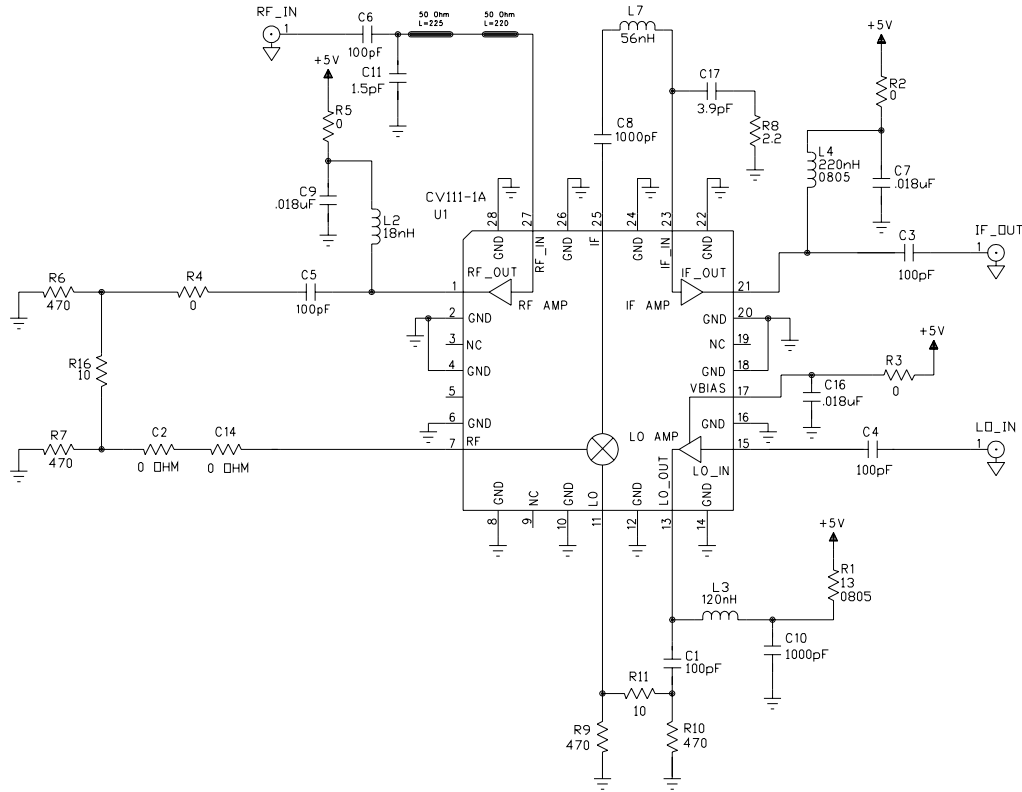 RF_IN
1
C6
100pF
50 Ohm
L=225
50 Ohm
L=220
L7
56nH
+5V
C11
1.5pF
+5V
R5
0
C17
3.9pF
R2
0
C8
1000pF
R8
2.2
L4
220nH
0805
C7
.018uF
C9
.018uF
L2
18nH
CV111-1A
U1
28
27
26
25
24
23
22
GND
RF_IN
GND
IF
GND
IF_IN
GND
IF_OUT
1
C3
100pF
R6
470
R4
0
C5
100pF
1
RF_OUT
RF AMP
IF_OUT
IF AMP
21
2
GND
GND
20
3
NC
NC
19
4
GND
GND
18
+5V
R16
10
5
VBIAS
17
C16
.018uF
R3
0
6
GND
GND
16
R7
470
C2
0 OHM
C14
0 OHM
7
RF
LO AMP
LO_IN
15
C4
100pF
LO_IN
1
GND
NC
GND
LO
GND
LO_OUT
GND
8
9
10
11
12
13
14
+5V
R1
13
0805
L3
120nH
C10
1000pF
C1
100pF
R11
10
R9
470
R10
470